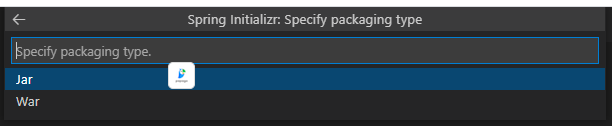 Spring Initializr: Specify packaging type
Specify packaging type.
Jar
War